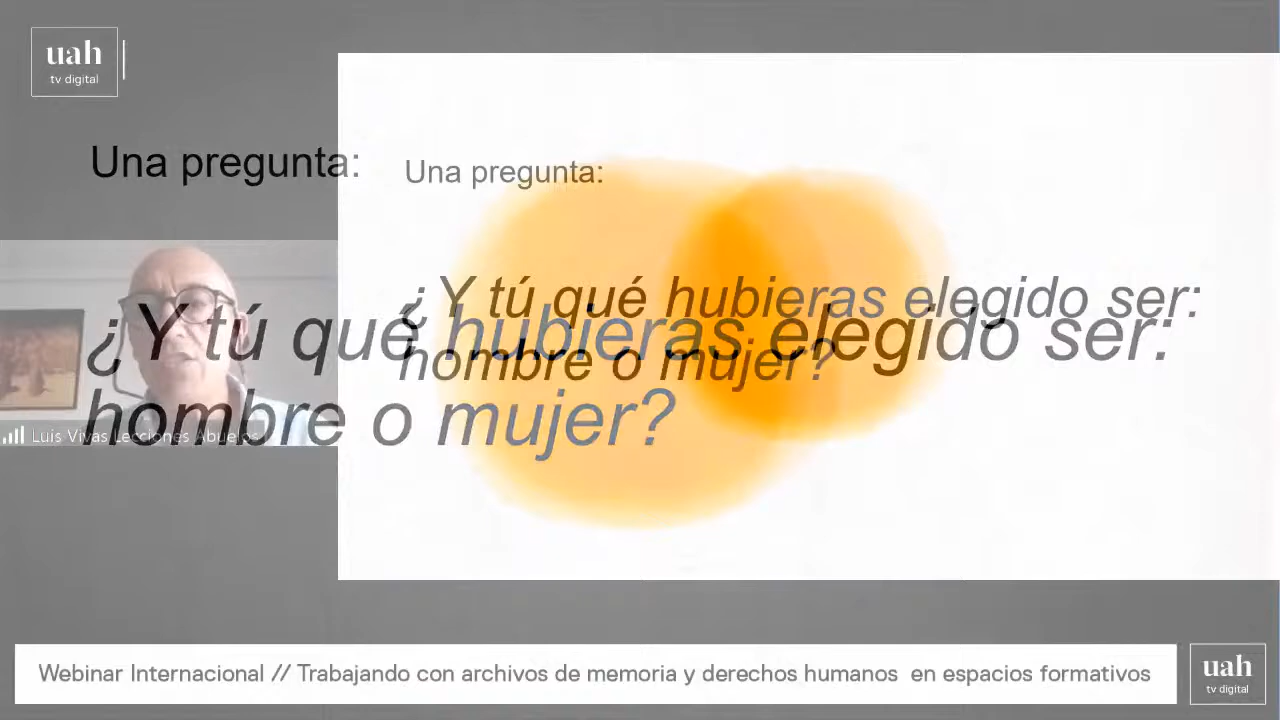 uah
tv digital
Una pregunta:
Una pregunta:
¿Y tú qué hubieras elegido ser:
hombre o mujer?
¿Y tú qué hubieras elegido ser:
hombre o mujer?
Luis Vivas Lecciones Abuelos
Webinar Internacional // Trabajando con archivos de memoria y derechos humanos en espacios formativos
uah
tv digital